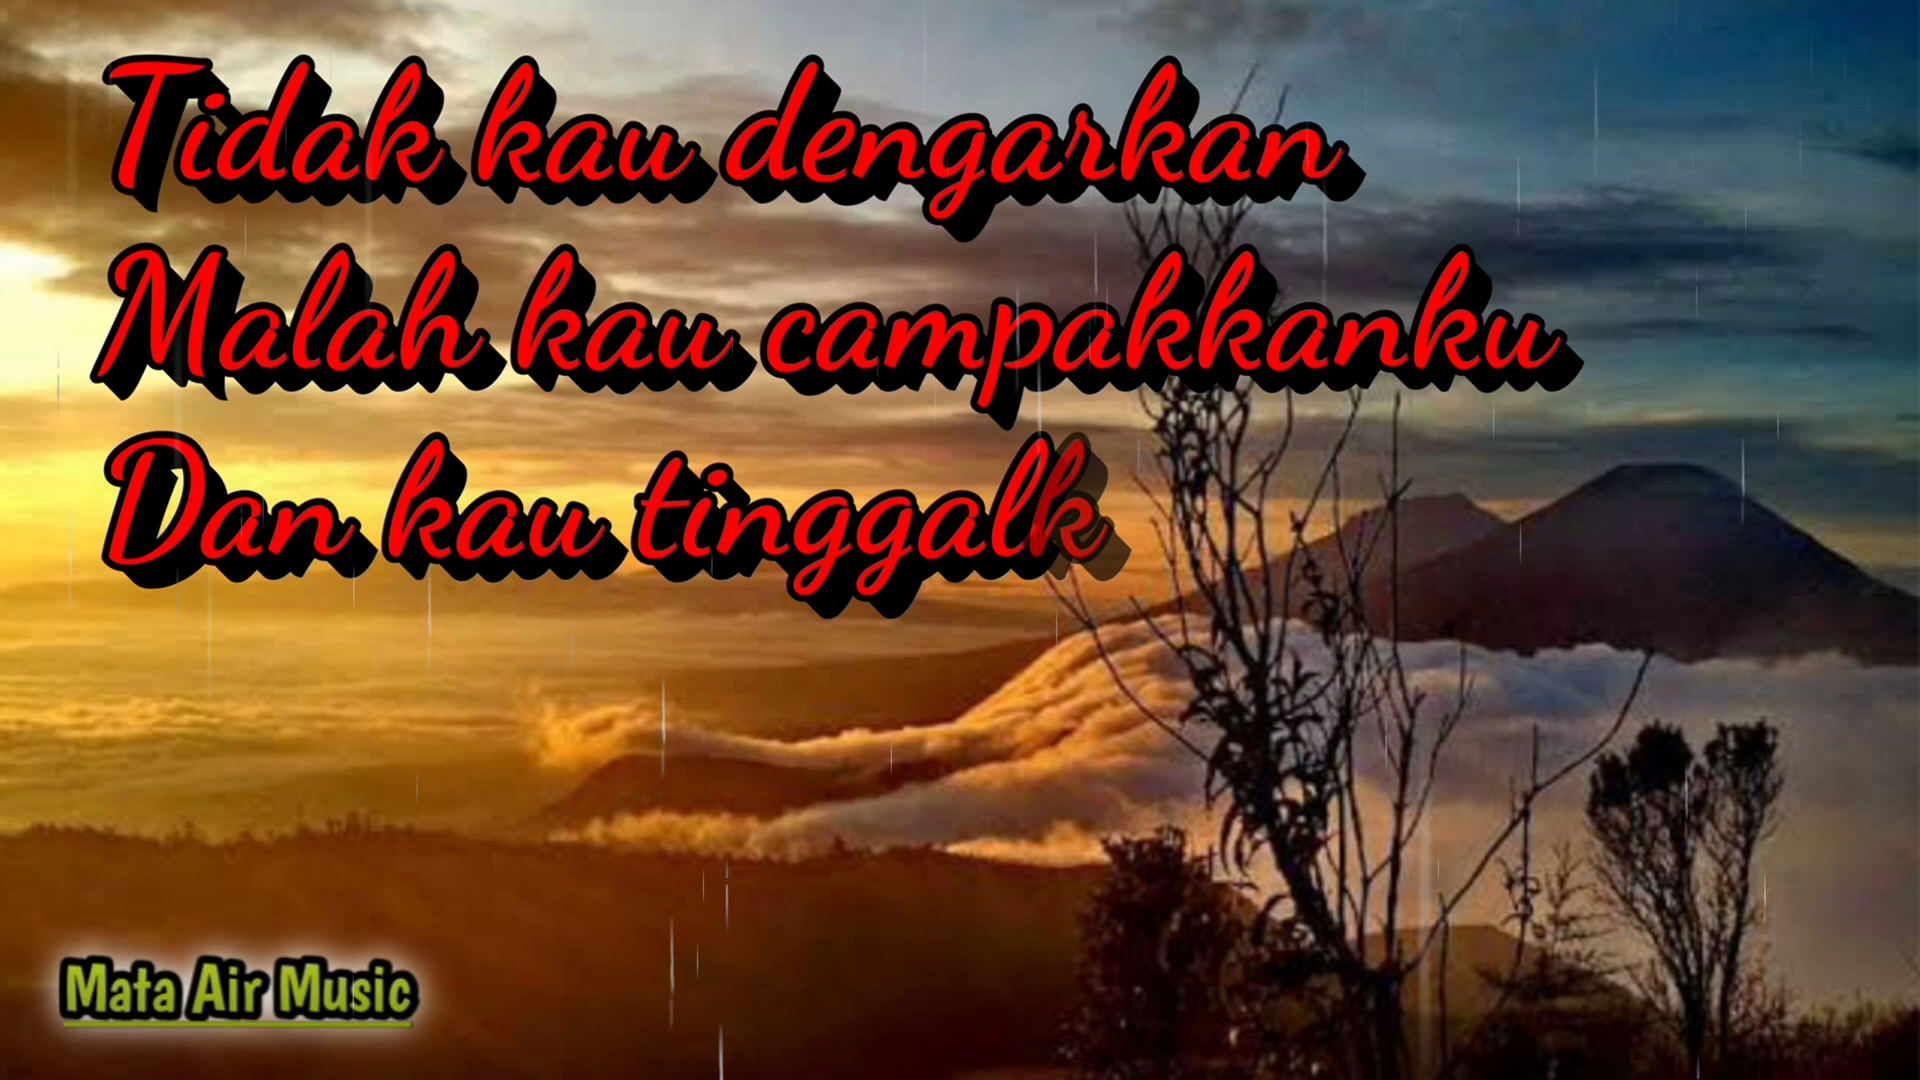 Tidak kau dengarkan
Malah kau campakkanku
Dan kau tinggalk
Mata Air Music